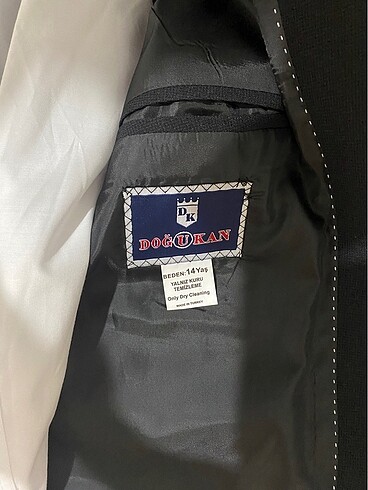 DK
DOĞUKAN
BEDEN:14Yaş
YALNIZ KURU
TEMİZLEME
Only Dry Cleaning
MADE IN TURKEY